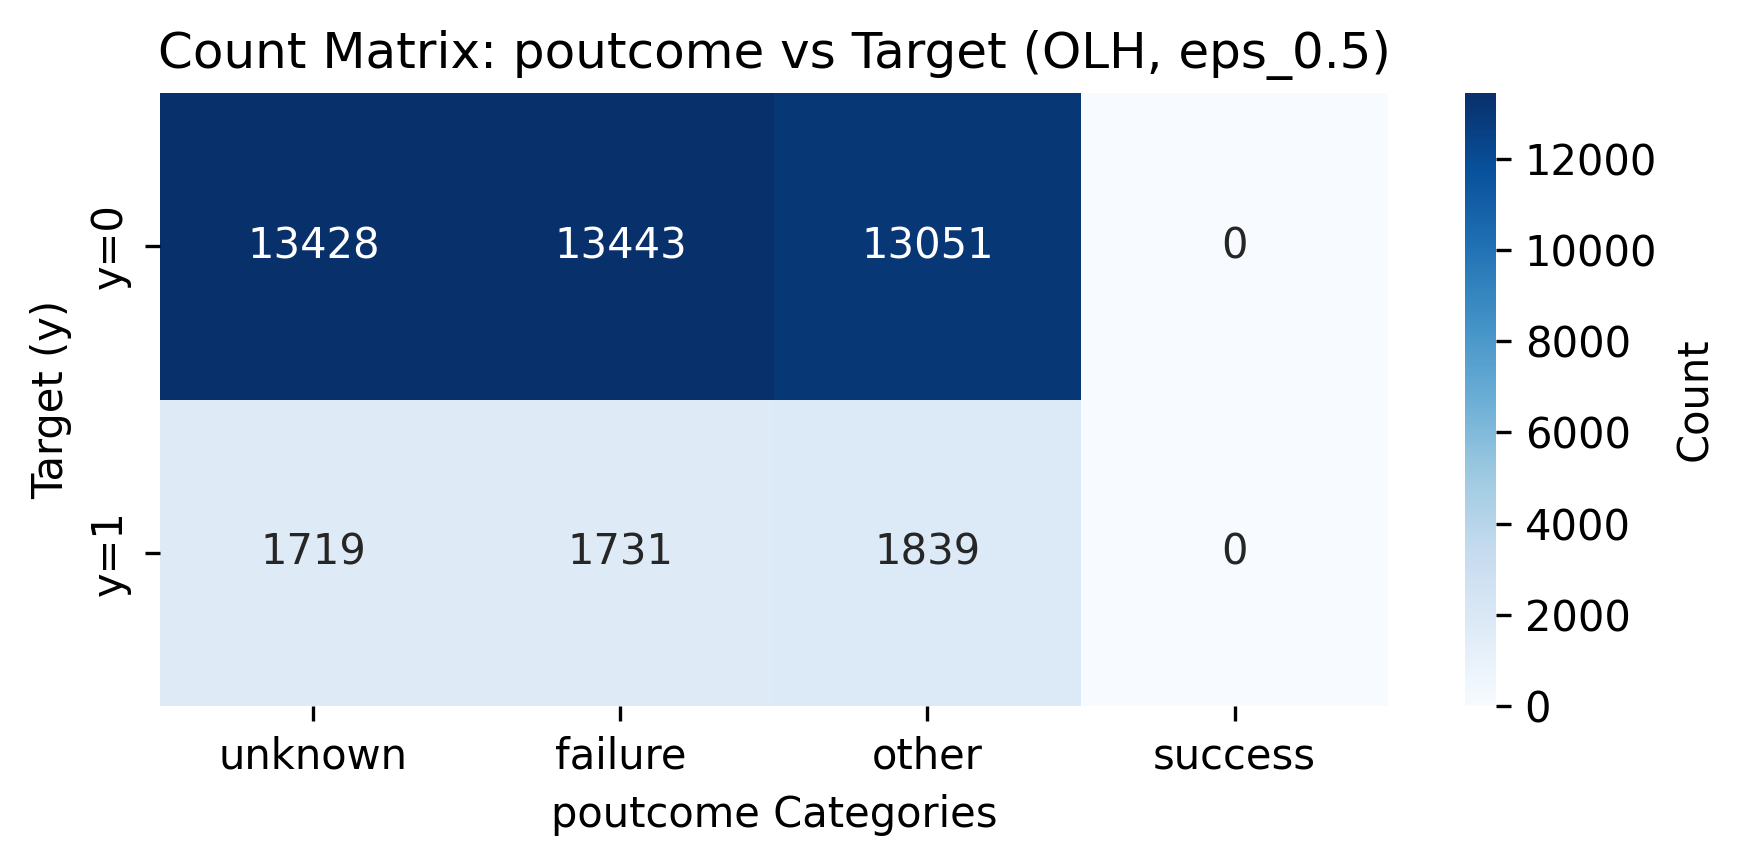 Count Matrix: poutcome vs Target (OLH, eps_0.5)
Target (y)
y=0
13428 13443 13051 0
y=1
1719 1731 1839 0
unknown failure other success
poutcome Categories
12000
10000
8000
6000
4000
2000
0
Count